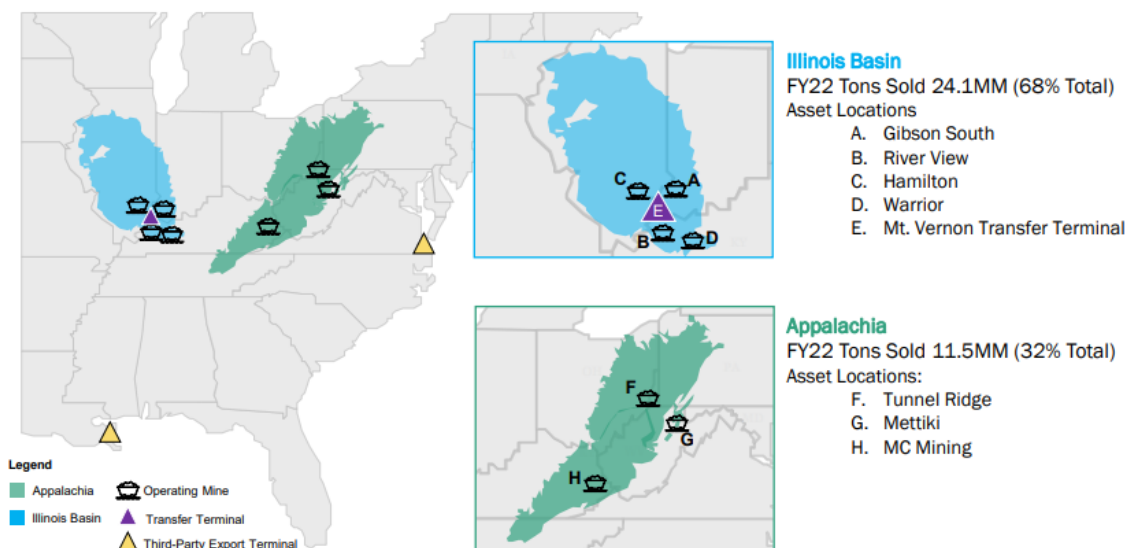 Illinois Basin
FY22 Tons Sold 24.1MM (68% Total)
Asset Locations
A. Gibson South
B. River View
C. Hamilton
D. Warrior
E. Mt. Vernon Transfer Terminal
C
A
E
B
D
Appalachia
FY22 Tons Sold 11.5MM (32% Total)
Asset Locations:
F. Tunnel Ridge
G. Mettiki
H. MC Mining
F
G
H
Legend
Appalachia
Operating Mine
Illinois Basin
Transfer Terminal
Third-Party Export Terminal